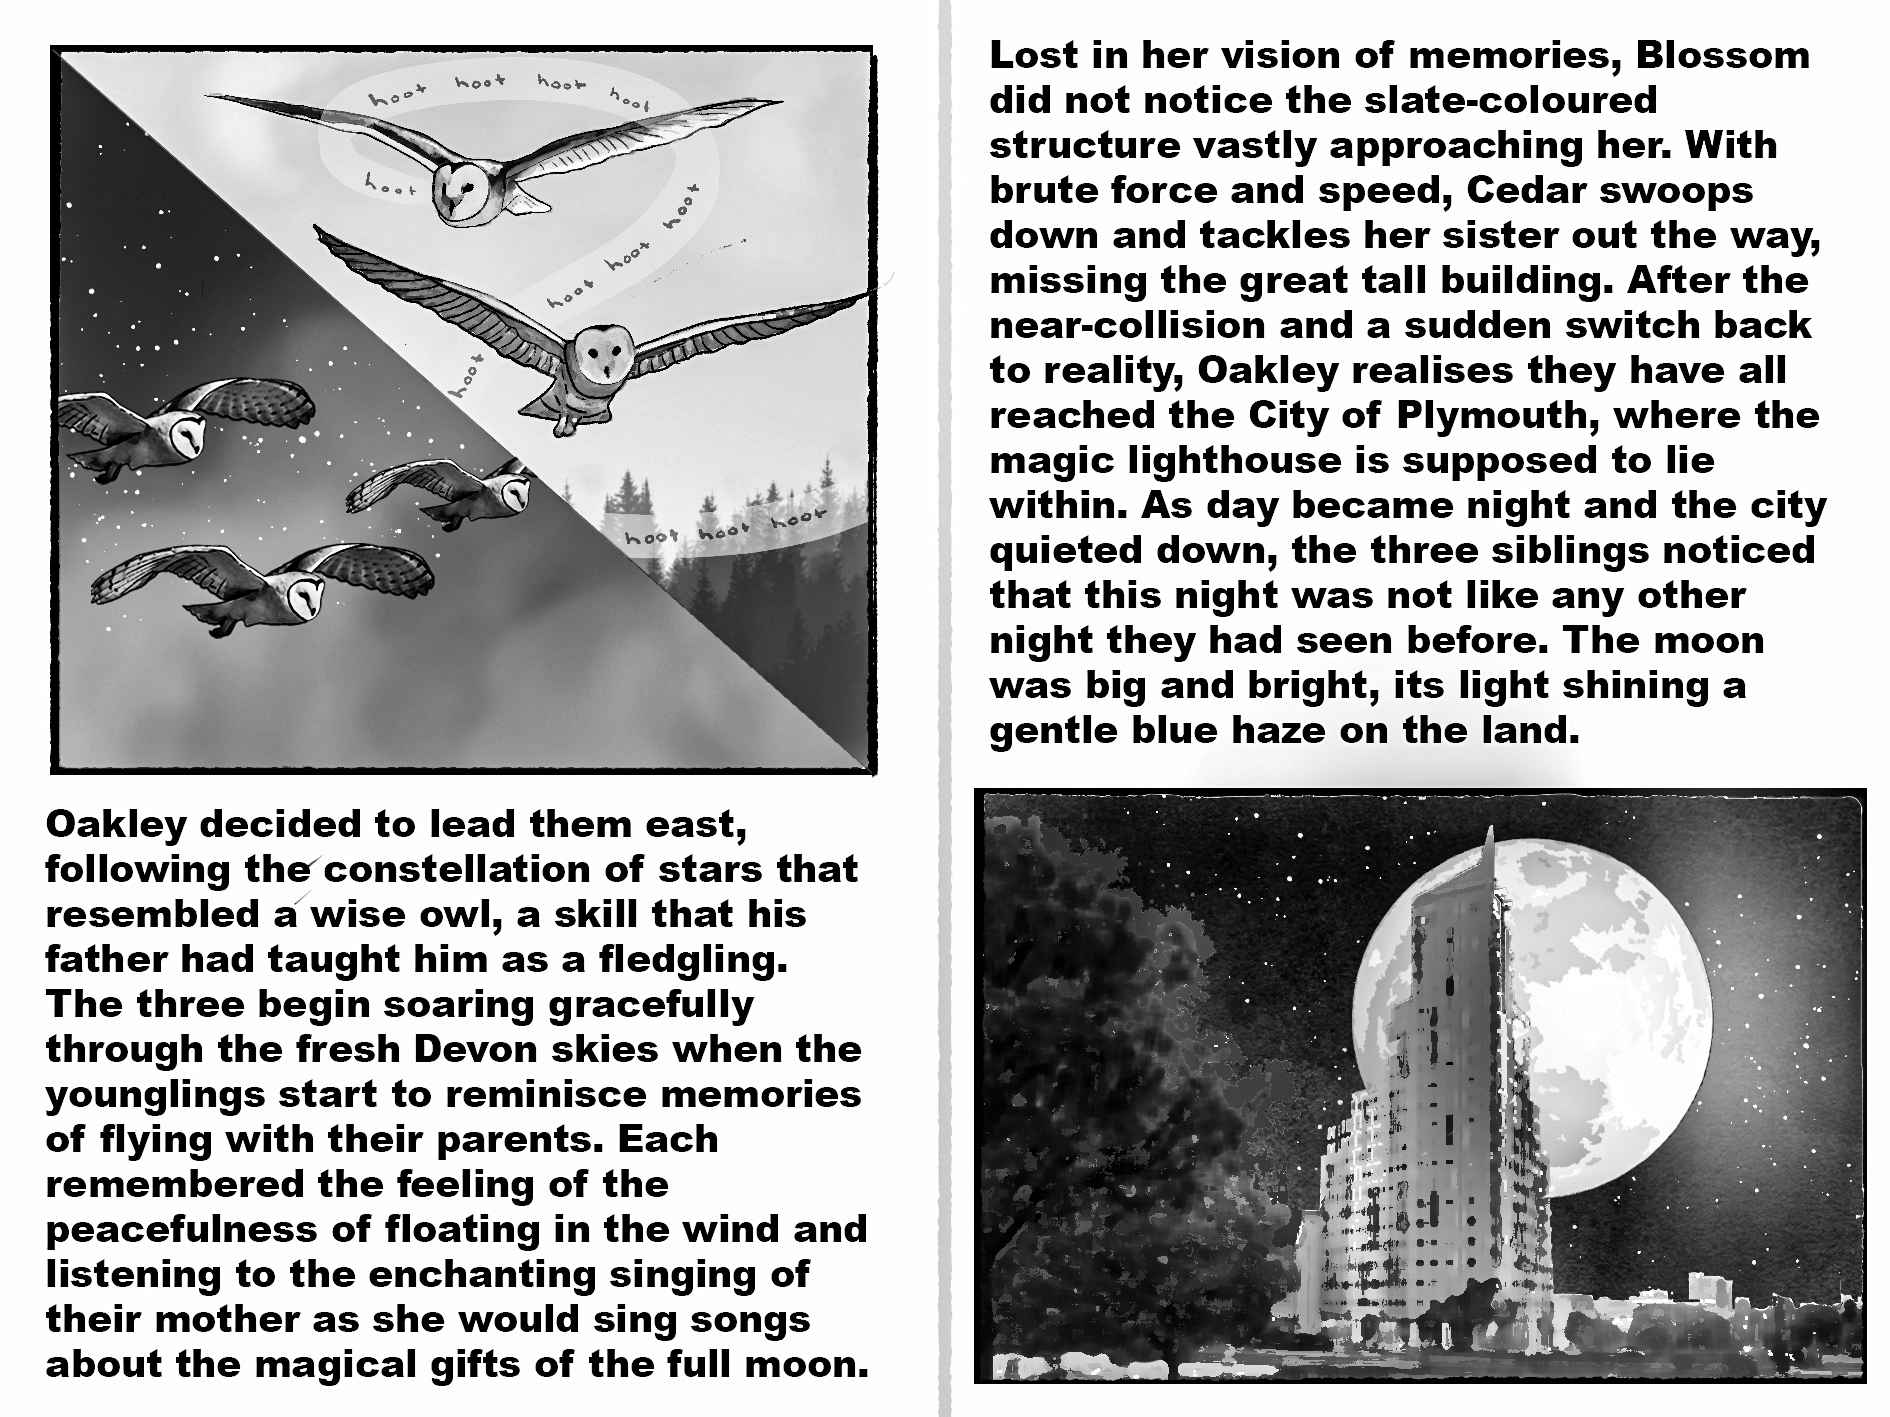 hoot hoot hoot hoot
hoot
hoot hoot hoot
hoot
hoot hoot hoot
Oakley decided to lead them east,
following the constellation of stars that
resembled a wise owl, a skill that his
father had taught him as a fledgling.
The three begin soaring gracefully
through the fresh Devon skies when the
younglings start to reminisce memories
of flying with their parents. Each
remembered the feeling of the
peacefulness of floating in the wind and
listening to the enchanting singing of
their mother as she would sing songs
about the magical gifts of the full moon.
Lost in her vision of memories, Blossom
did not notice the slate-coloured
structure vastly approaching her. With
brute force and speed, Cedar swoops
down and tackles her sister out the way,
missing the great tall building. After the
near-collision and a sudden switch back
to reality, Oakley realises they have all
reached the City of Plymouth, where the
magic lighthouse is supposed to lie
within. As day became night and the city
quieted down, the three siblings noticed
that this night was not like any other
night they had seen before. The moon
was big and bright, its light shining a
gentle blue haze on the land.